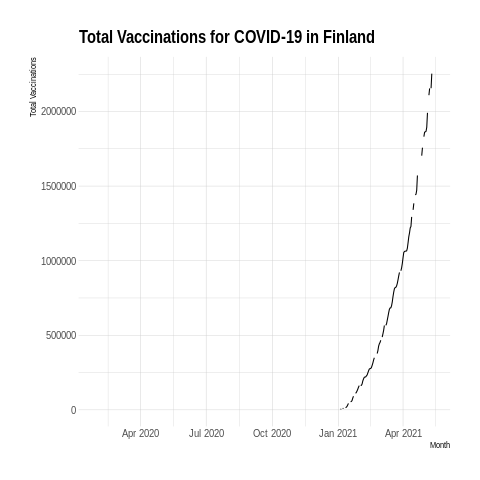 Total Vaccinations for COVID-19 in Finland
Total Vaccinations
2000000
1500000
1000000
500000
0
Apr 2020 Jul 2020 Oct 2020 Jan 2021 Apr 2021
Month